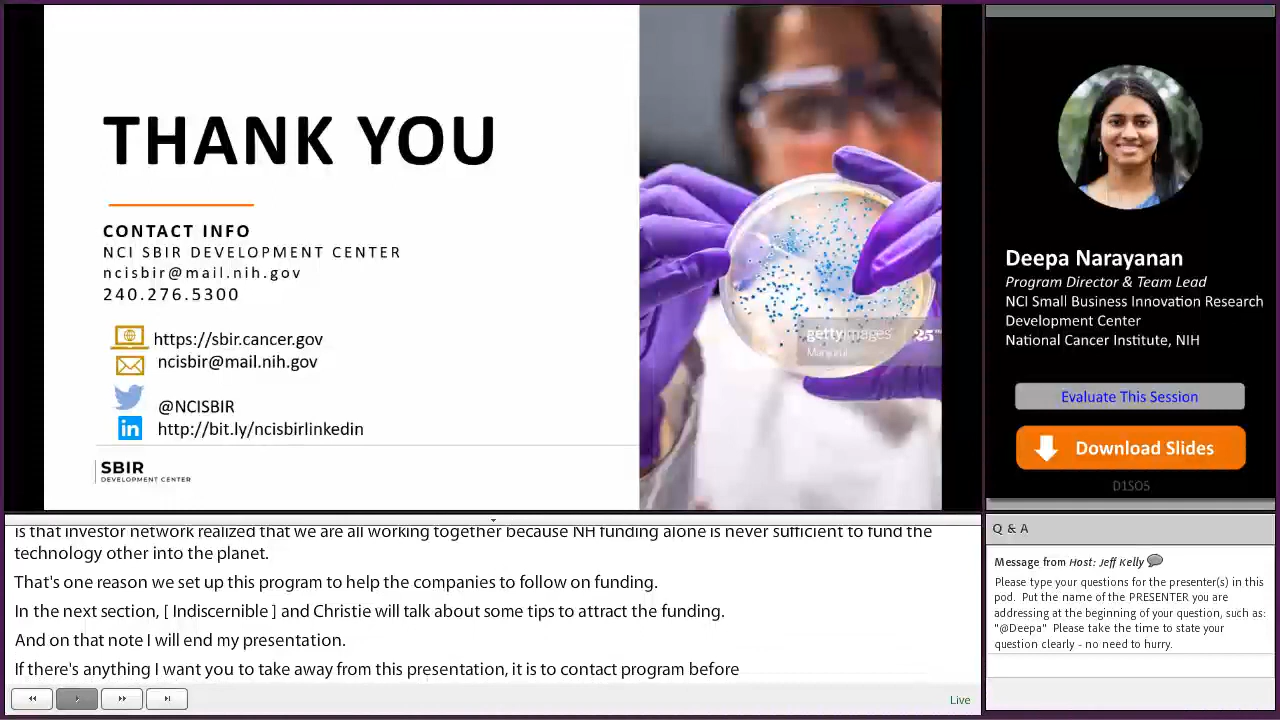 THANK YOU
CONTACT INFO
NCI SBIR DEVELOPMENT CENTER
ncisbir@mail.nih.gov
240.276.5300
https://sbir.cancer.gov
ncisbir@mail.nih.gov
@NCISBIR
in
http://bit.ly/ncisbirlinkedin
SBIR
DEVELOPMENT CENTER
gettyimages
25
Manjurul
Deepa Narayanan
Program Director & Team Lead
NCI Small Business Innovation Research
Development Center
National Cancer Institute, NIH
Evaluate This Session
Download Slides
D1SO5
is that investor network realized that we are all working together because NH funding alone is never sufficient to fund the
technology other into the planet.
That's one reason we set up this program to help the companies to follow on funding.
In the next section, [ Indiscernible ] and Christie will talk about some tips to attract the funding.
And on that note I will end my presentation.
If there's anything I want you to take away from this presentation, it is to contact program before
Live
Q & A
Message from Host: Jeff Kelly
Please type your questions for the presenter(s) in this
pod. Put the name of the PRESENTER you are
addressing at the beginning of your question, such as:
"@Deepa" Please take the time to state your
question clearly - no need to hurry.